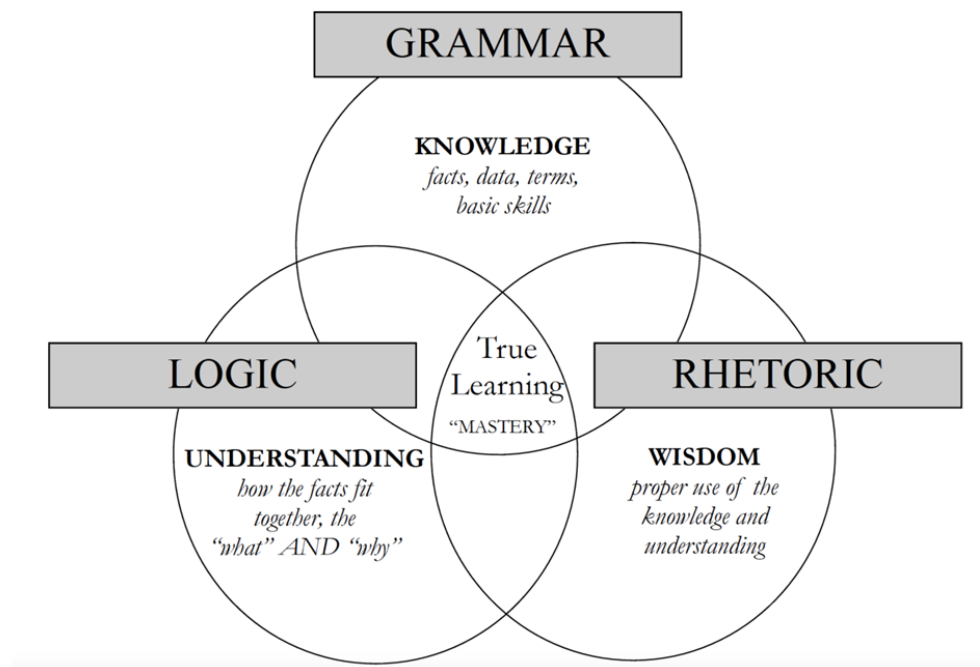 GRAMMAR
KNOWLEDGE
facts, data, terms,
basic skills
True
Learning
"MASTERY"
LOGIC
RHETORIC
UNDERSTANDING
how the facts fit
together, the
"what" AND "why"
WISDOM
proper use of the
knowledge and
understanding